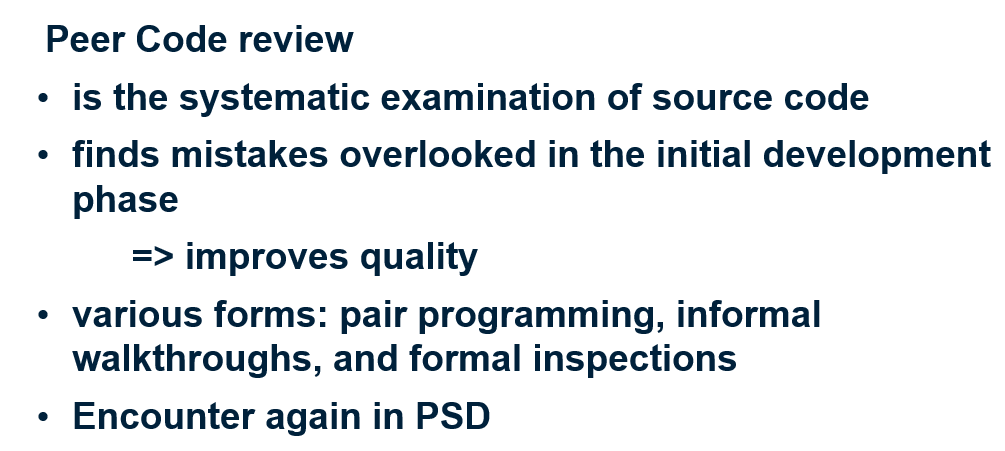 Peer Code review
• is the systematic examination of source code
• finds mistakes overlooked in the initial development
phase
=> improves quality
• various forms: pair programming, informal
walkthroughs, and formal inspections
• Encounter again in PSD